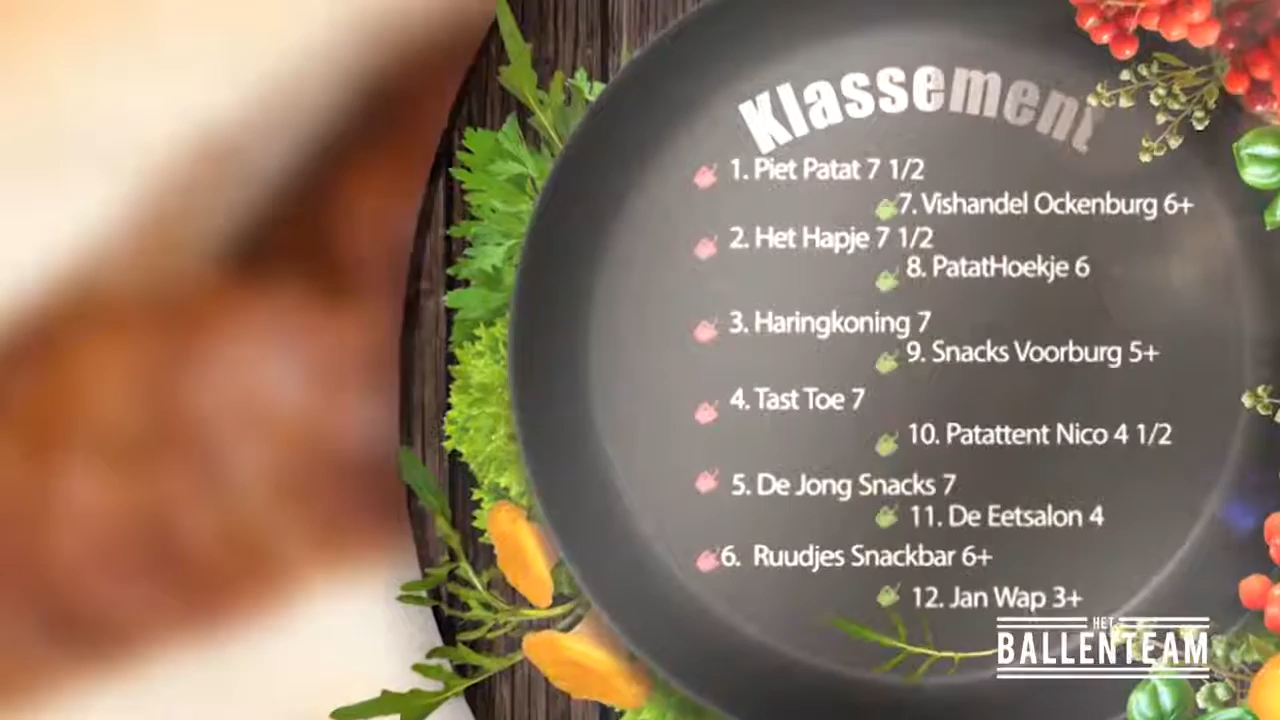 Klassement
1. Piet Patat 7 1/2
7. Vishandel Ockenburg 6+
2. Het Hapje 7 1/2
8. PatatHoekje 6
3. Haringkoning 7
9. Snacks Voorburg 5+
4. Tast Toe 7
10. Patattent Nico 4 1/2
5. De Jong Snacks 7
11. De Eetsalon 4
6. Ruudjes Snackbar 6+
12. Jan Wap 3+
HET
BALLENTEAM